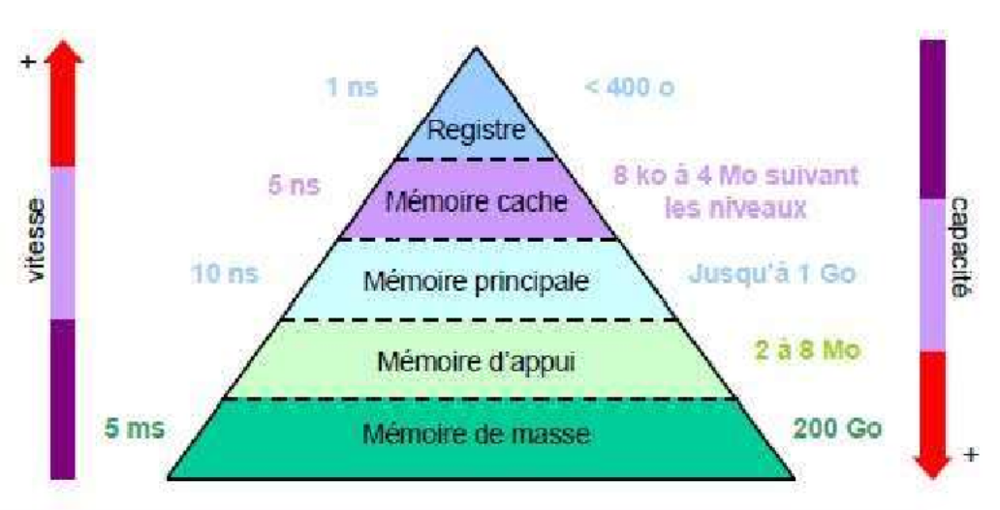 +
1 ns
< 400 o
Registre
5 ns
8 ko à 4 Mo suivant
les niveaux
Mémoire cache
vitesse
capacité
10 ns
Mémoire principale
Jusqu'à 1 Go
Mémoire d'appui
2 à 8 Mo
5 ms
Mémoire de masse
200 Go
+